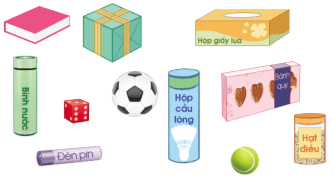 Hộp giấy lụa
Bình nước
Hộp
cầu
lông
Bánh
quy
Đèn pin
Hạt
điều